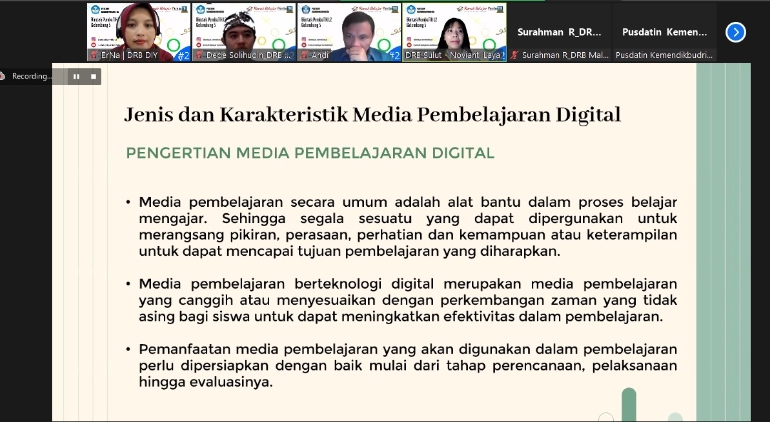 Surahman R_DR...
Pusdatin Kemen...
ErNa | DRB DIY
#2
Dede Solihudin_DRB ...
Andi
#2
DRB Sulut - Novianti Laya
Surahman R_DRB Mal...
Pusdatin Kemendikbudri...
Recording...
Jenis dan Karakteristik Media Pembelajaran Digital
PENGERTIAN MEDIA PEMBELAJARAN DIGITAL
• Media pembelajaran secara umum adalah alat bantu dalam proses belajar
mengajar. Sehingga segala sesuatu yang dapat dipergunakan untuk
merangsang pikiran, perasaan, perhatian dan kemampuan atau keterampilan
untuk dapat mencapai tujuan pembelajaran yang diharapkan.
• Media pembelajaran berteknologi digital merupakan media pembelajaran
yang canggih atau menyesuaikan dengan perkembangan zaman yang tidak
asing bagi siswa untuk dapat meningkatkan efektivitas dalam pembelajaran.
• Pemanfaatan media pembelajaran yang akan digunakan dalam pembelajaran
perlu dipersiapkan dengan baik mulai dari tahap perencanaan, pelaksanaan
hingga evaluasinya.